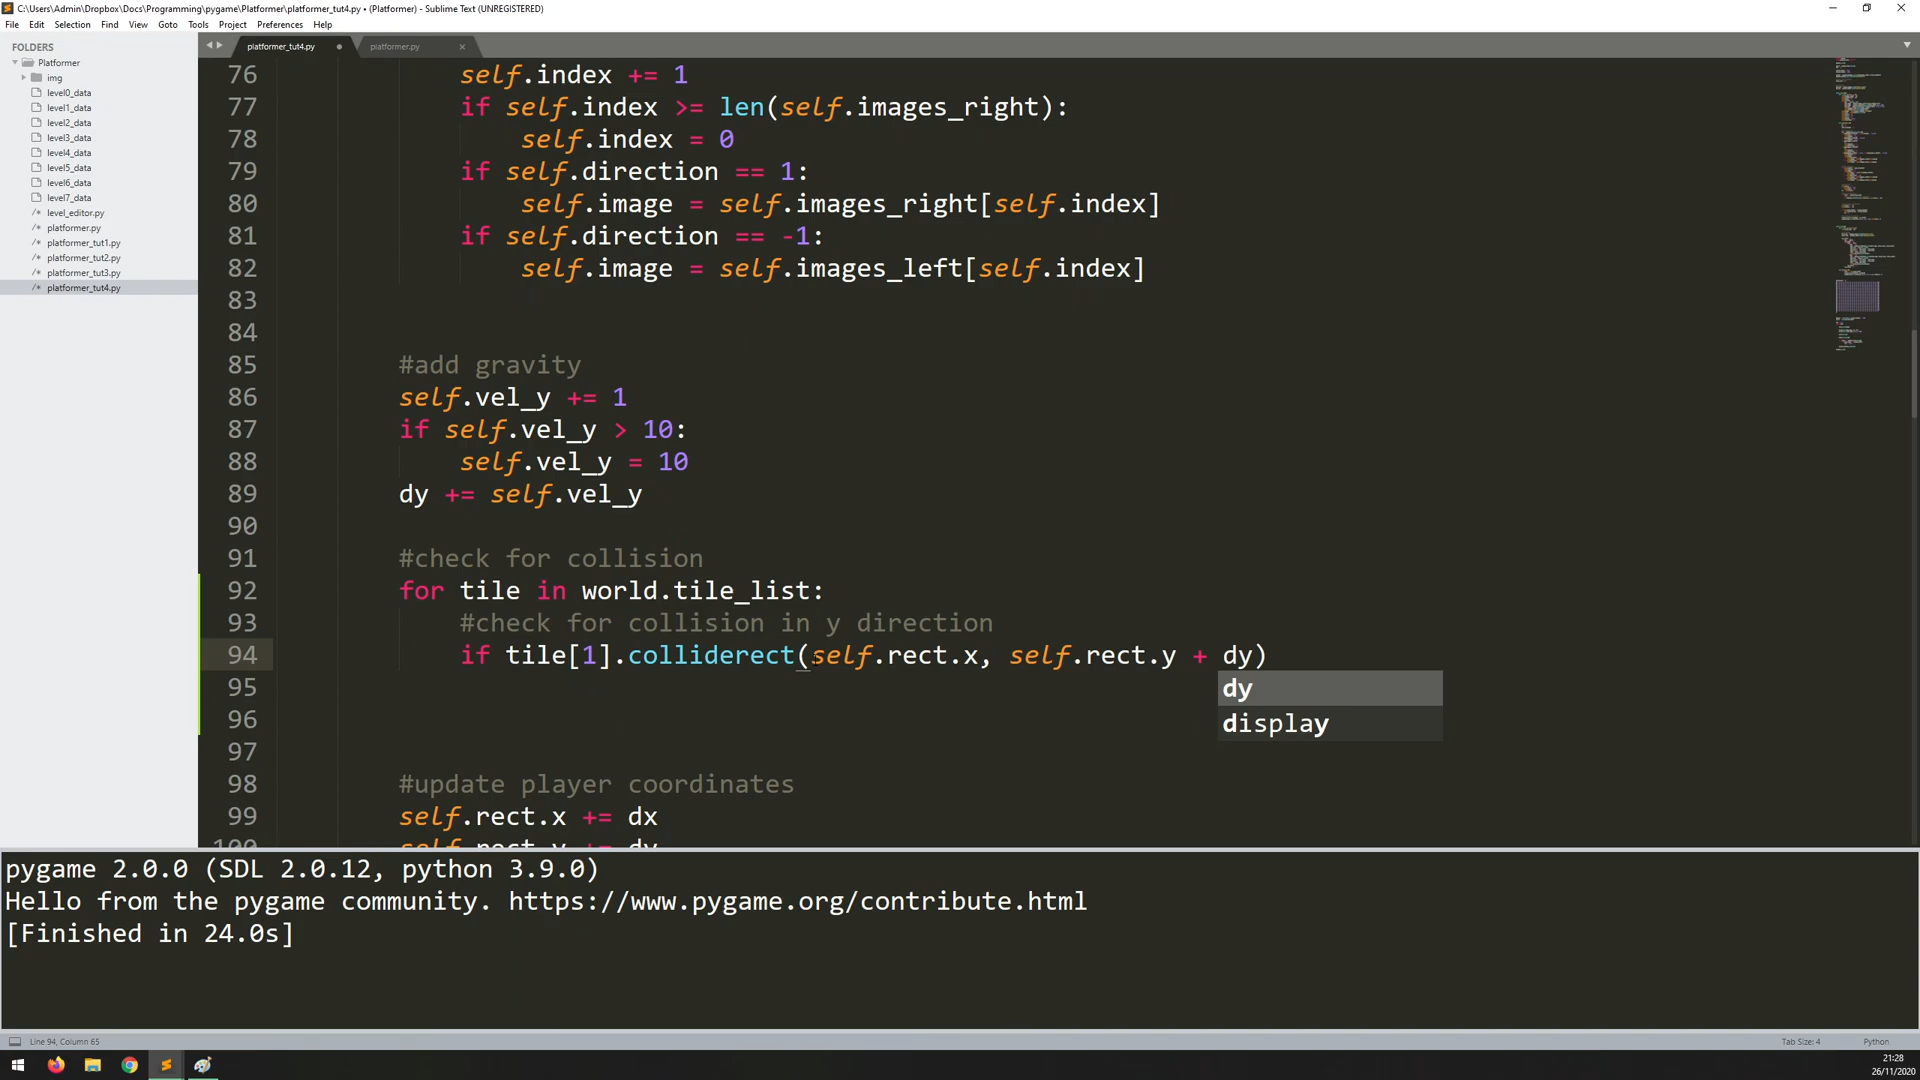 C:\Users\Admin\Dropbox\Docs\Programming\pygame\Platformer\platformer_tut4.py • (Platformer) - Sublime Text (UNREGISTERED)
File Edit Selection Find View Goto Tools Project Preferences Help
FOLDERS
Platformer
img
level0_data
level1_data
level2_data
level3_data
level4_data
level5_data
level6_data
level7_data
level_editor.py
platformer.py
platformer_tut1.py
platformer_tut2.py
platformer_tut3.py
platformer_tut4.py
platformer_tut4.py platformer.py
76 self.index += 1
77 if self.index >= len(self.images_right):
78 self.index = 0
79 if self.direction == 1:
80 self.image = self.images_right[self.index]
81 if self.direction == -1:
82 self.image = self.images_left[self.index]
83
84
85 #add gravity
86 self.vel_y += 1
87 if self.vel_y > 10:
88 self.vel_y = 10
89 dy += self.vel_y
90
91 #check for collision
92 for tile in world.tile_list:
93 #check for collision in y direction
94 if tile[1].colliderect(self.rect.x, self.rect.y + dy)
dy
display
95
96
97
98 #update player coordinates
99 self.rect.x += dx
100 self.rect.y += dy
pygame 2.0.0 (SDL 2.0.12, python 3.9.0)
Hello from the pygame community. https://www.pygame.org/contribute.html
[Finished in 24.0s]
Line 94, Column 65
Tab Size: 4 Python
21:28
26/11/2020